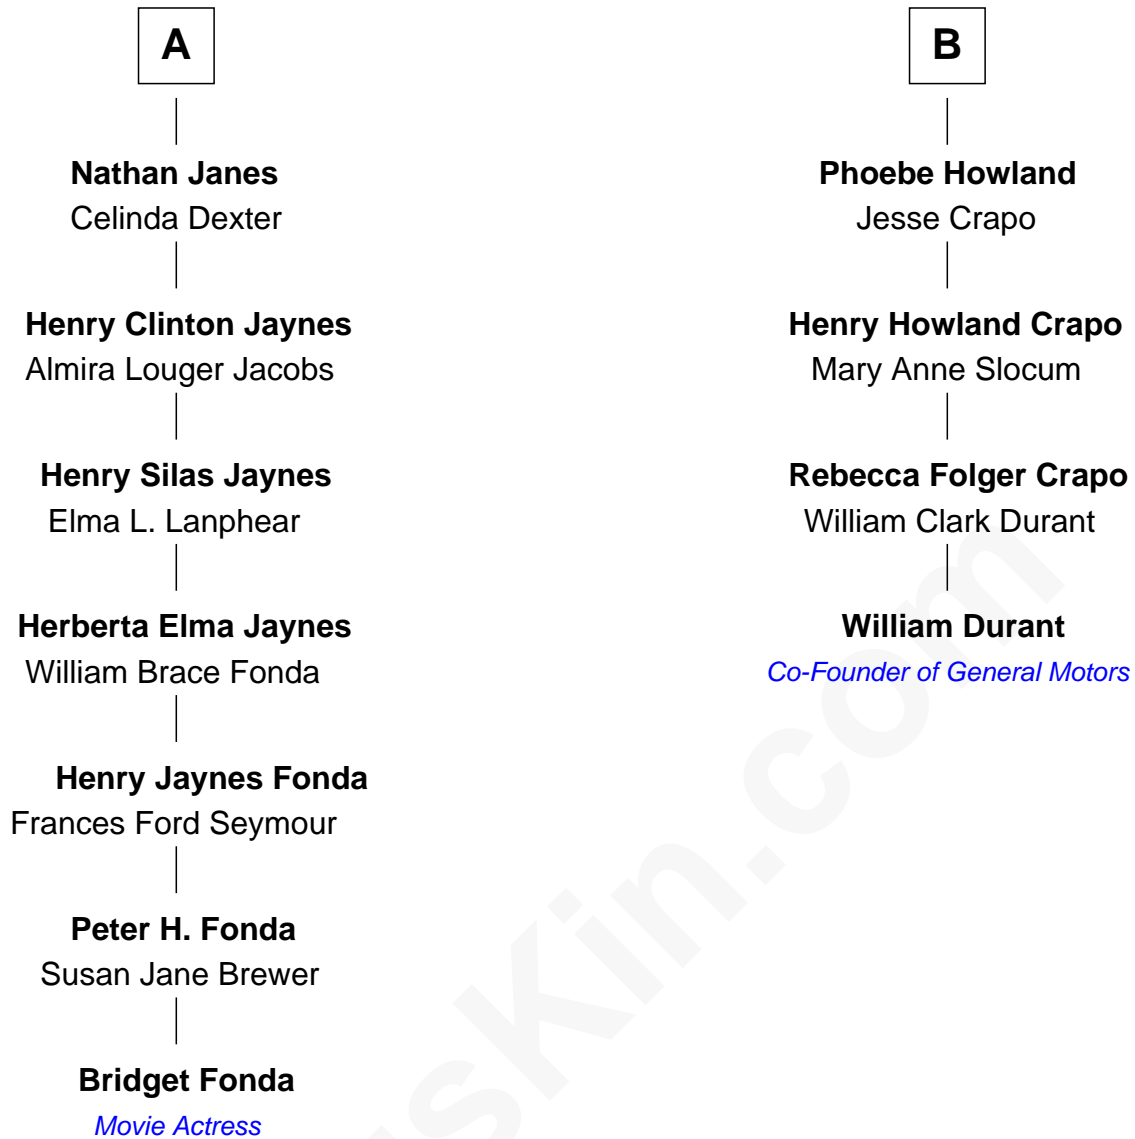 A
Nathan Janes
Celinda Dexter
Henry Clinton Jaynes
Almira Louger Jacobs
Henry Silas Jaynes
Elma L. Lanphear
Herberta Elma Jaynes
William Brace Fonda
Henry Jaynes Fonda
Frances Ford Seymour
Peter H. Fonda
Susan Jane Brewer
Bridget Fonda
Movie Actress
B
Phoebe Howland
Jesse Crapo
Henry Howland Crapo
Mary Anne Slocum
Rebecca Folger Crapo
William Clark Durant
William Durant
Co-Founder of General Motors
sKin.com